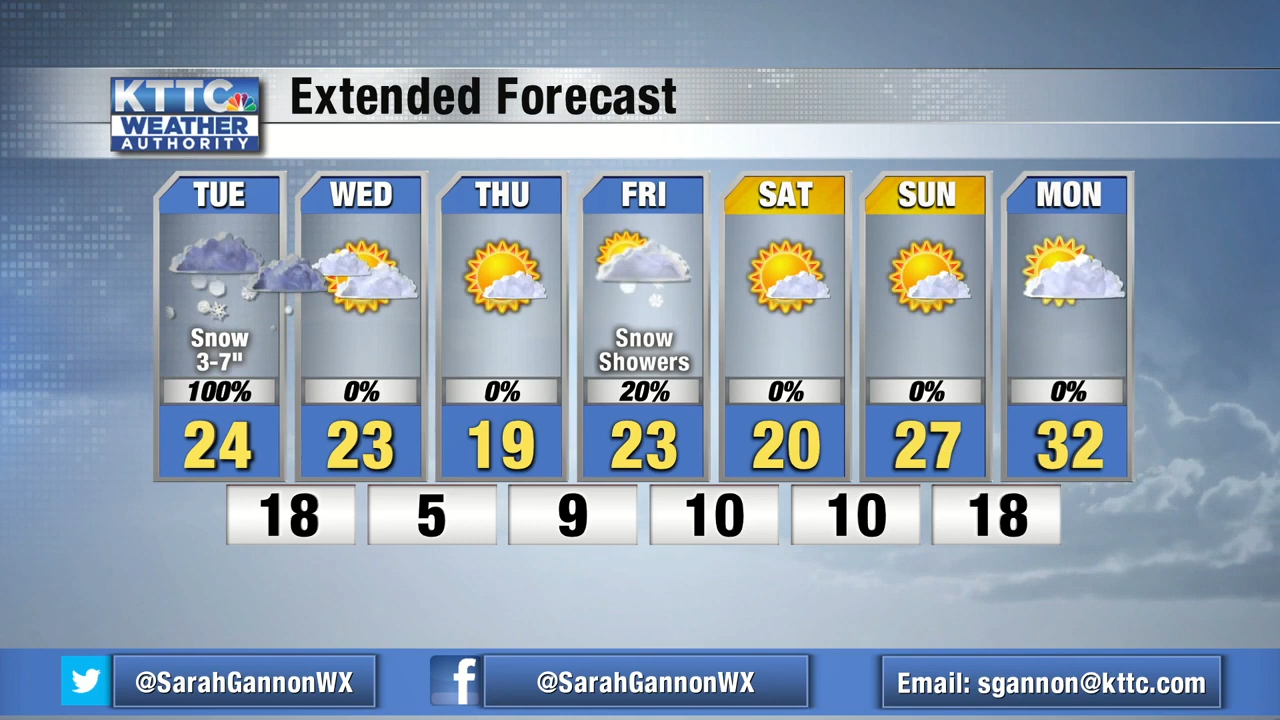 KTTC
WEATHER
AUTHORITY
Extended Forecast
TUE WED THU FRI SAT SUN MON
Snow
3-7"
Snow
Showers
100% 0% 0% 20% 0% 0% 0%
24 23 19 23 20 27 32
18 5 9 10 10 18
@SarahGannonWX
f
@SarahGannonWX
Email: sgannon@kttc.com